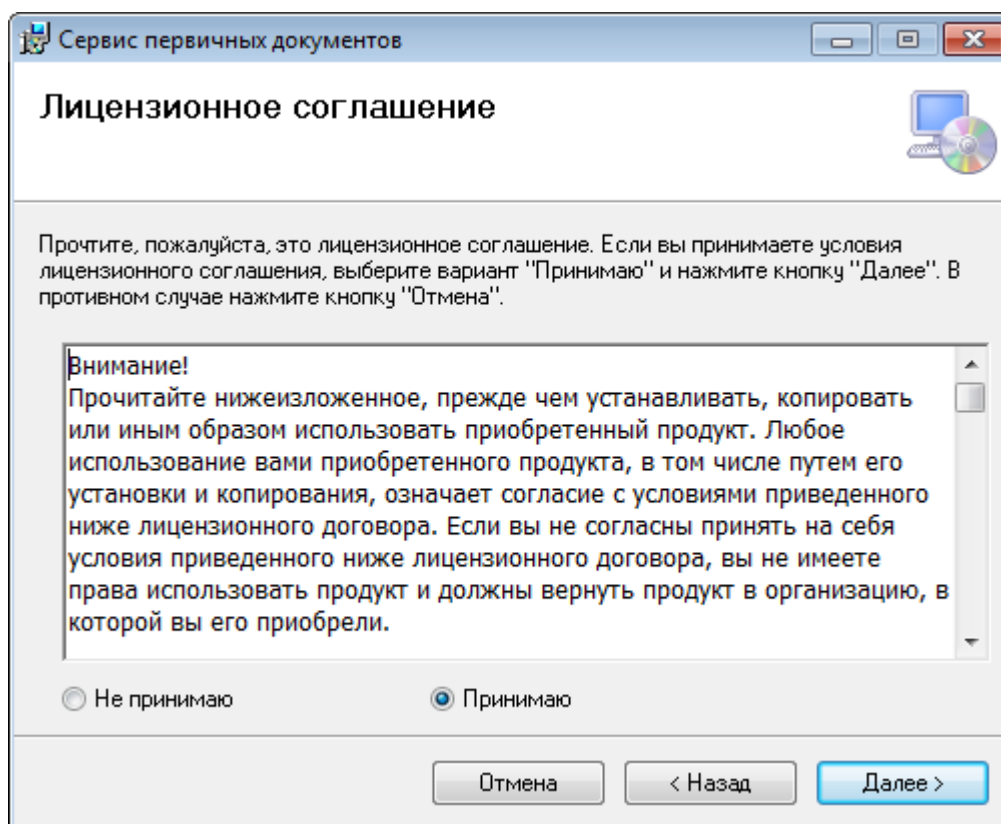 Сервис первичных документов
Лицензионное соглашение
Прочтите, пожалуйста, это лицензионное соглашение. Если вы принимаете условия
лицензионного соглашения, выберите вариант "Принимаю" и нажмите кнопку "Далее". В
противном случае нажмите кнопку "Отмена".
Внимание!
Прочитайте нижеизложенное, прежде чем устанавливать, копировать
или иным образом использовать приобретенный продукт. Любое
использование вами приобретенного продукта, в том числе путем его
установки и копирования, означает согласие с условиями приведенного
ниже лицензионного договора. Если вы не согласны принять на себя
условия приведенного ниже лицензионного договора, вы не имеете
права использовать продукт и должны вернуть продукт в организацию, в
которой вы его приобрели.
Не принимаю Принимаю
Отмена < Назад Далее >